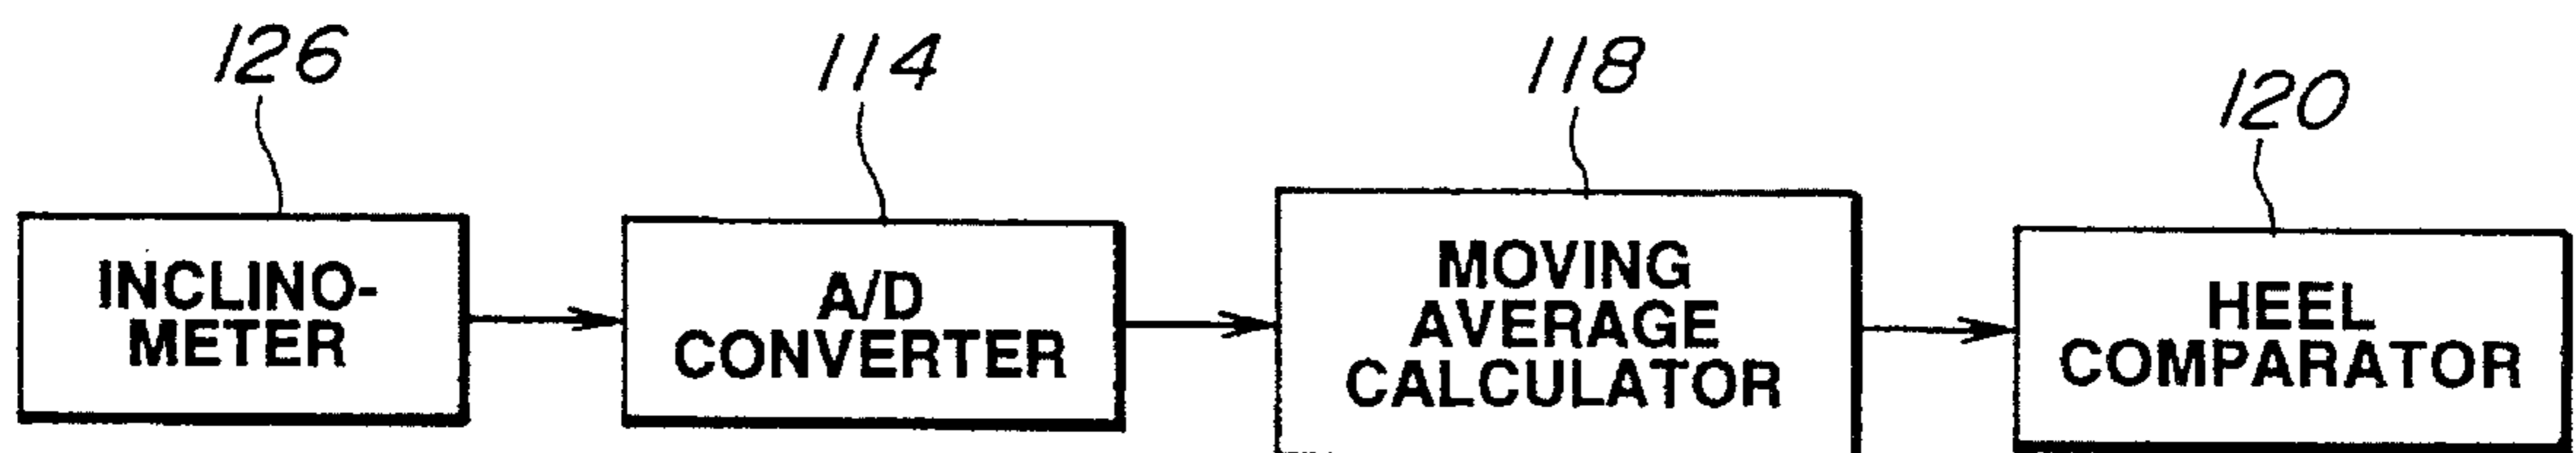 126
114
118
120
INCLINO-
METER
A/D
CONVERTER
MOVING
AVERAGE
CALCULATOR
HEEL
COMPARATOR